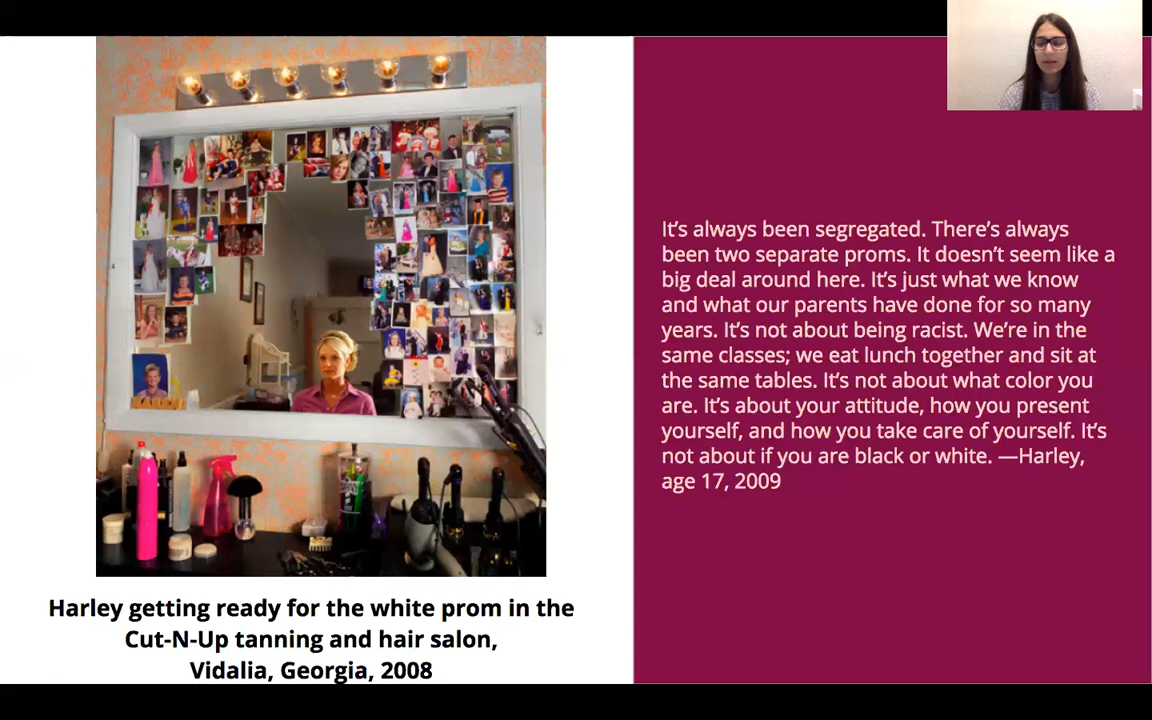 It’s always been segregated. There’s always
been two separate proms. It doesn’t seem like a
big deal around here. It’s just what we know
and what our parents have done for so many
years. It’s not about being racist. We’re in the
same classes; we eat lunch together and sit at
the same tables. It’s not about what color you
are. It’s about your attitude, how you present
yourself, and how you take care of yourself. It’s
not about if you are black or white. —Harley,
age 17, 2009
Harley getting ready for the white prom in the
Cut-N-Up tanning and hair salon,
Vidalia, Georgia, 2008